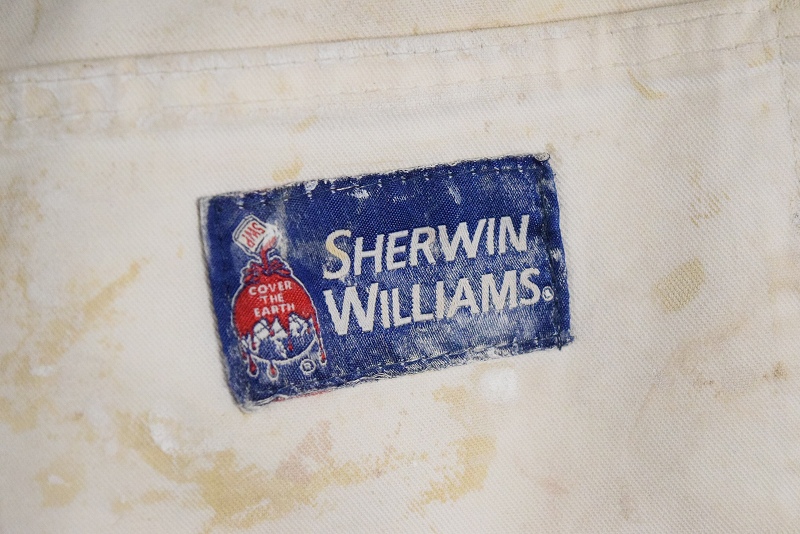 SWP
COVER
THE
EARTH
®
SHERWIN
WILLIAMS®